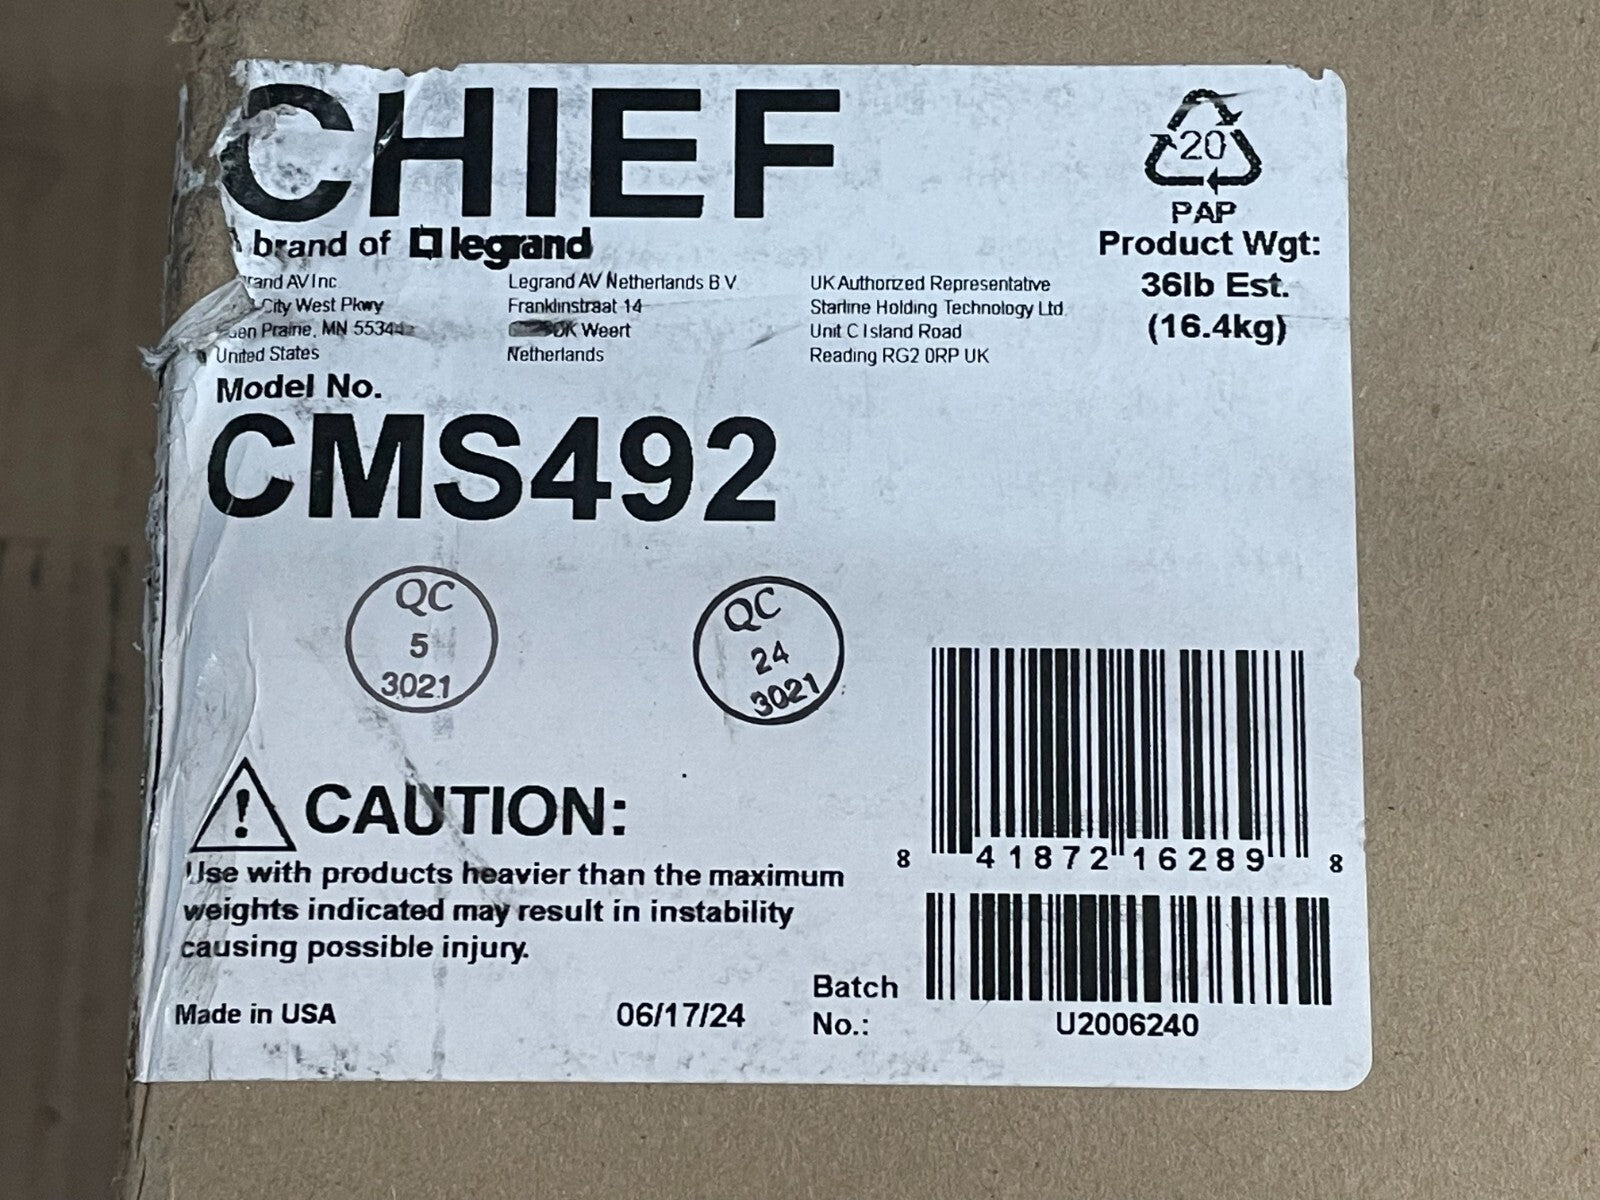 CHIEF
brand of legrand
AV Inc
City West Pkwy
Prairie, MN 55344
United States
Legrand AV Netherlands B V
Franklinstraat 14
Weert
Netherlands
UK Authorized Representative
Starline Holding Technology Ltd
Unit C Island Road
Reading RG2 0RP UK
20
PAP
Product Wgt:
36lb Est.
(16.4kg)
Model No.
CMS492
QC
5
3021
QC
24
3021
! CAUTION:
Use with products heavier than the maximum
weights indicated may result in instability
causing possible injury.
Made in USA
06/17/24
8 41872 16289 8
Batch
No.:
U2006240